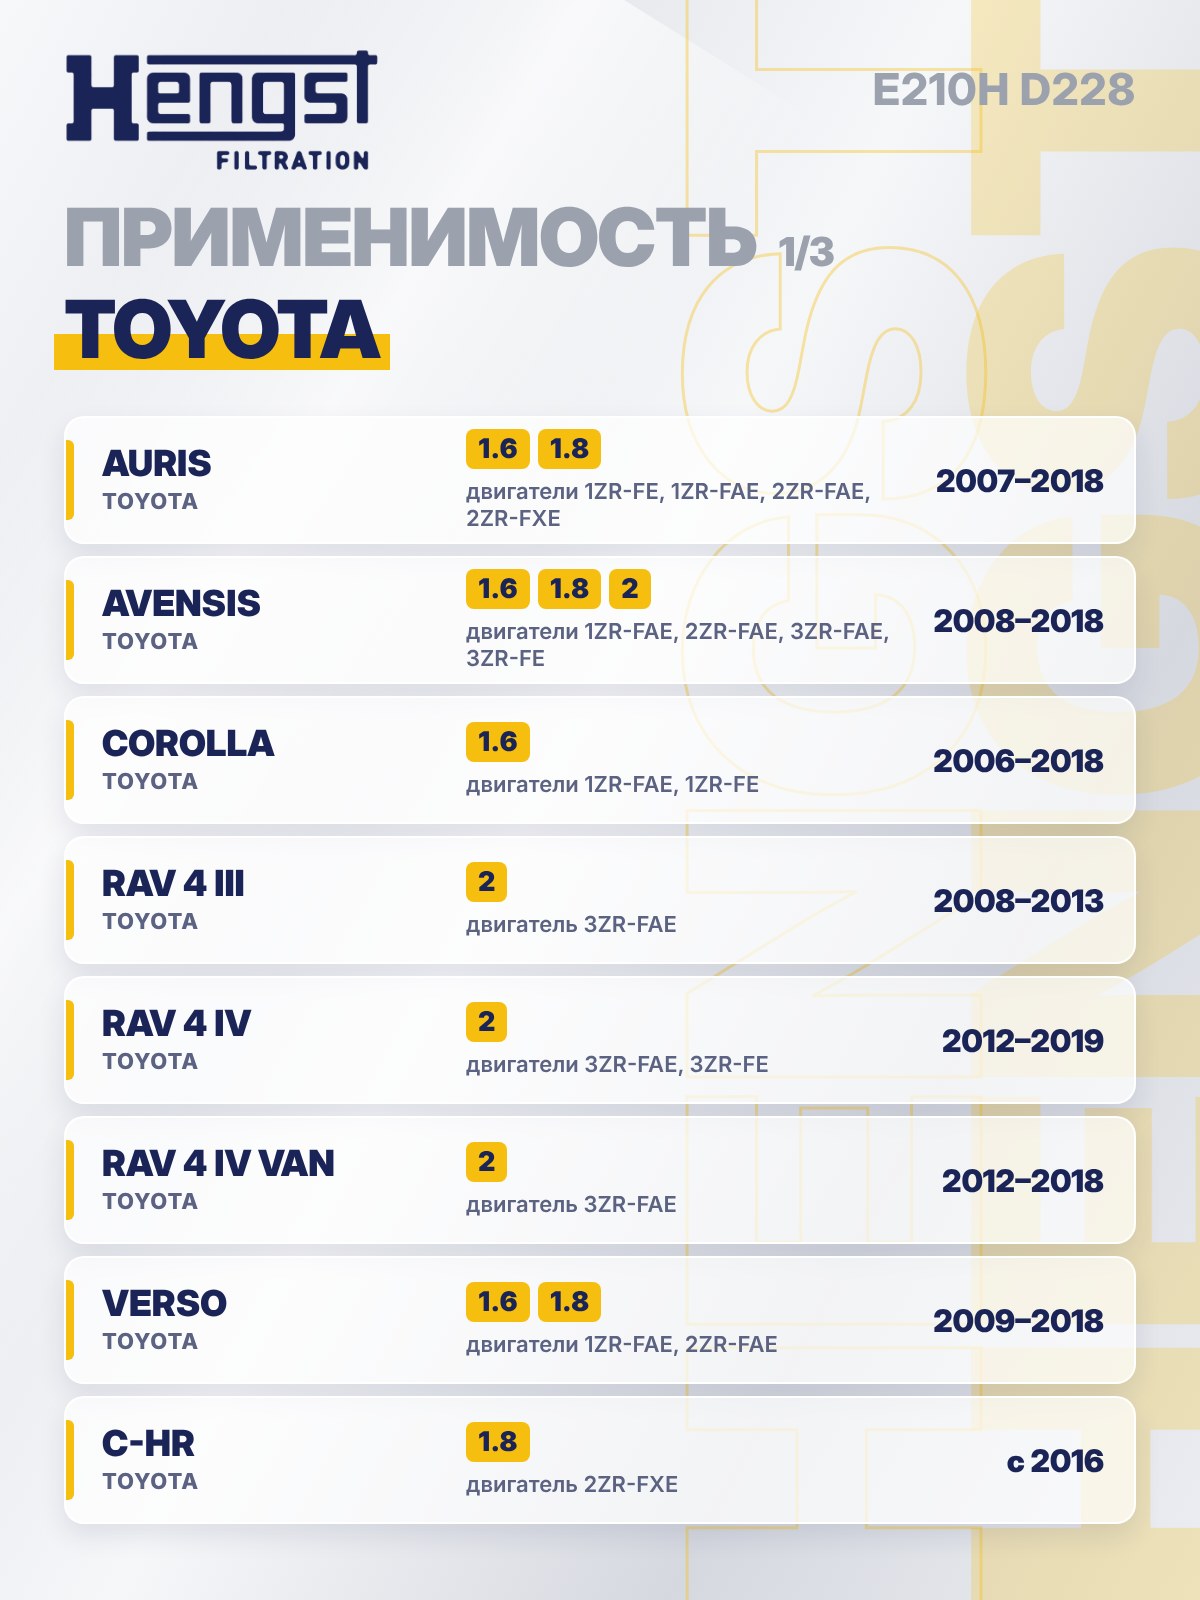 Hengst
FILTRATION
E210H D228
ПРИМЕНИМОСТЬ 1/3
TOYOTA
AURIS
TOYOTA
1.6 1.8
двигатели 1ZR-FE, 1ZR-FAE, 2ZR-FAE,
2ZR-FXE
2007–2018
AVENSIS
TOYOTA
1.6 1.8 2
двигатели 1ZR-FAE, 2ZR-FAE, 3ZR-FAE,
3ZR-FE
2008–2018
COROLLA
TOYOTA
1.6
двигатели 1ZR-FAE, 1ZR-FE
2006–2018
RAV 4 III
TOYOTA
2
двигатель 3ZR-FAE
2008–2013
RAV 4 IV
TOYOTA
2
двигатели 3ZR-FAE, 3ZR-FE
2012–2019
RAV 4 IV VAN
TOYOTA
2
двигатель 3ZR-FAE
2012–2018
VERSO
TOYOTA
1.6 1.8
двигатели 1ZR-FAE, 2ZR-FAE
2009–2018
C-HR
TOYOTA
1.8
двигатель 2ZR-FXE
с 2016
HENGST
HENGST